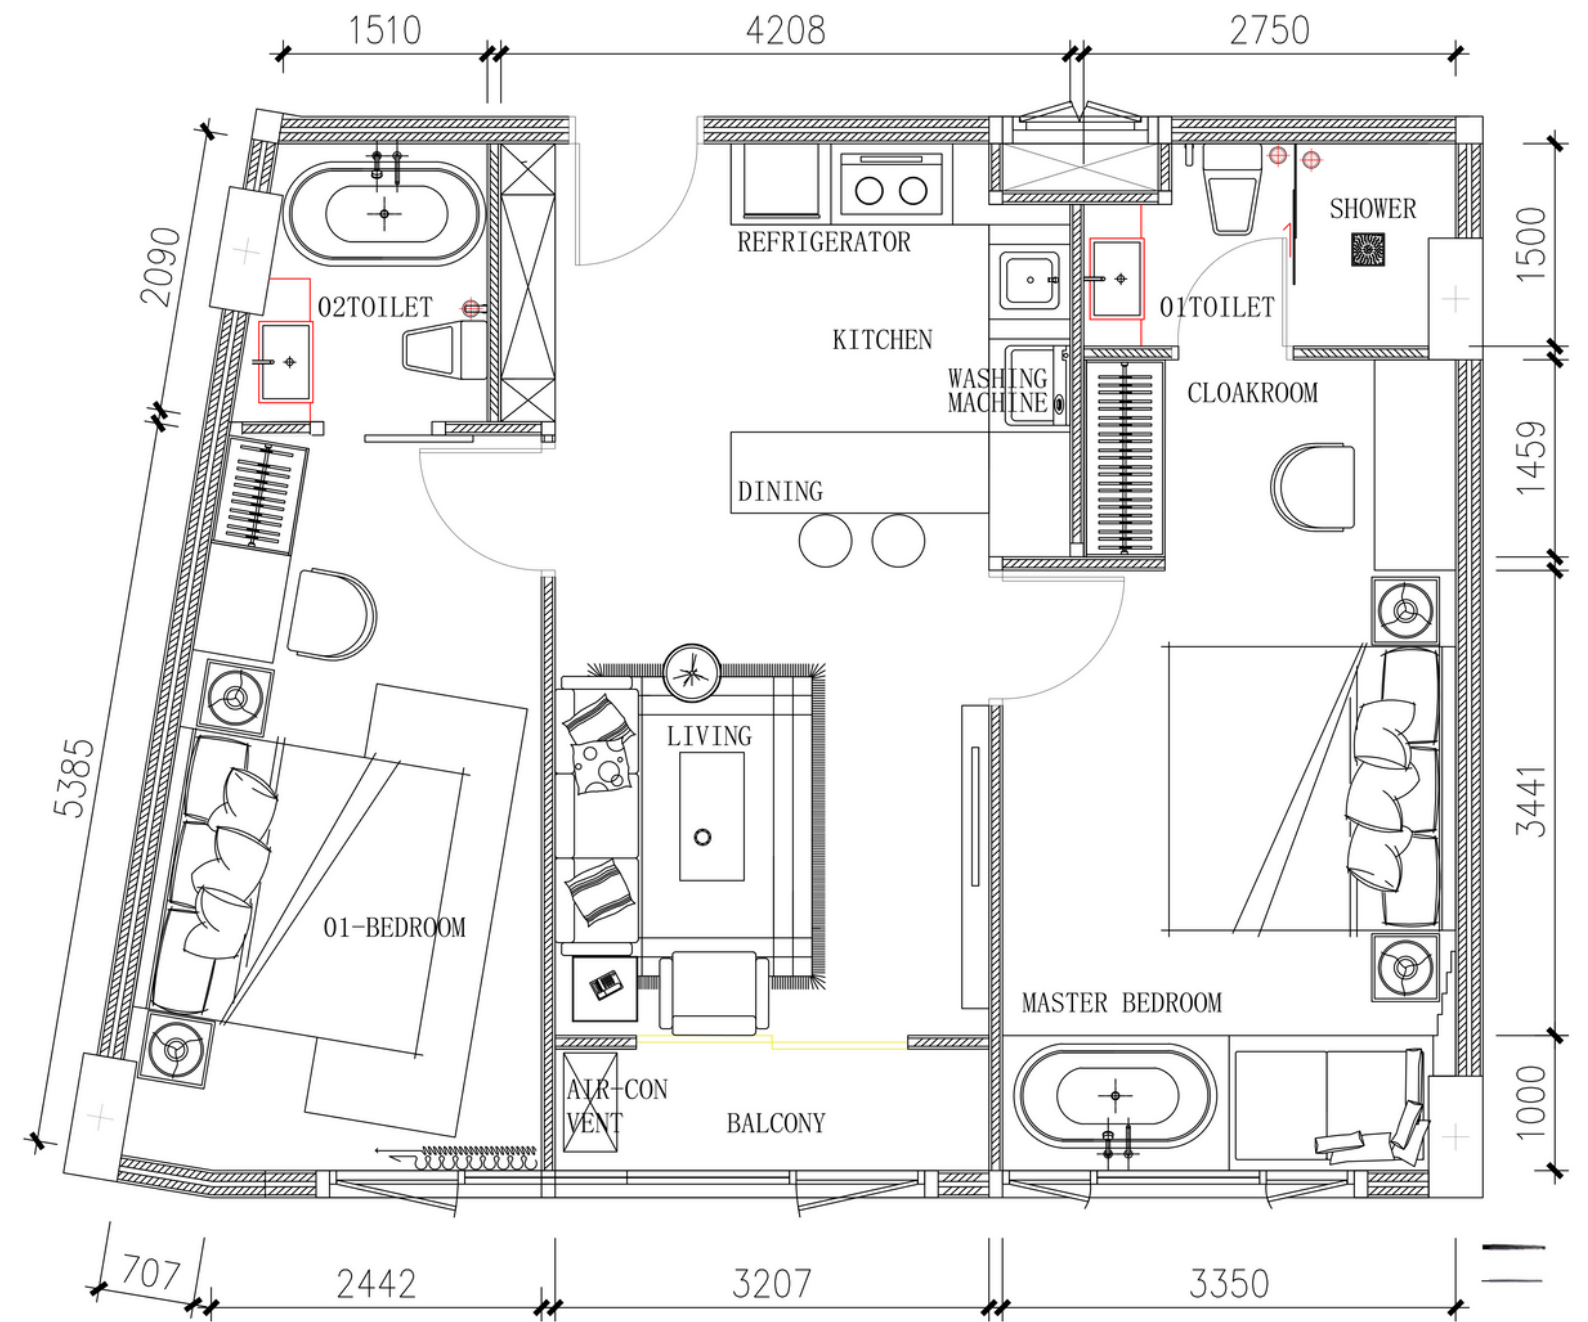 1510
4208
2750
2090
SHOWER
1500
REFRIGERATOR
02TOILET
01TOILET
KITCHEN
WASHING
MACHINE
CLOAKROOM
1459
DINING
LIVING
5385
3441
01-BEDROOM
MASTER BEDROOM
AIR-CON
VENT
BALCONY
1000
707
2442
3207
3350